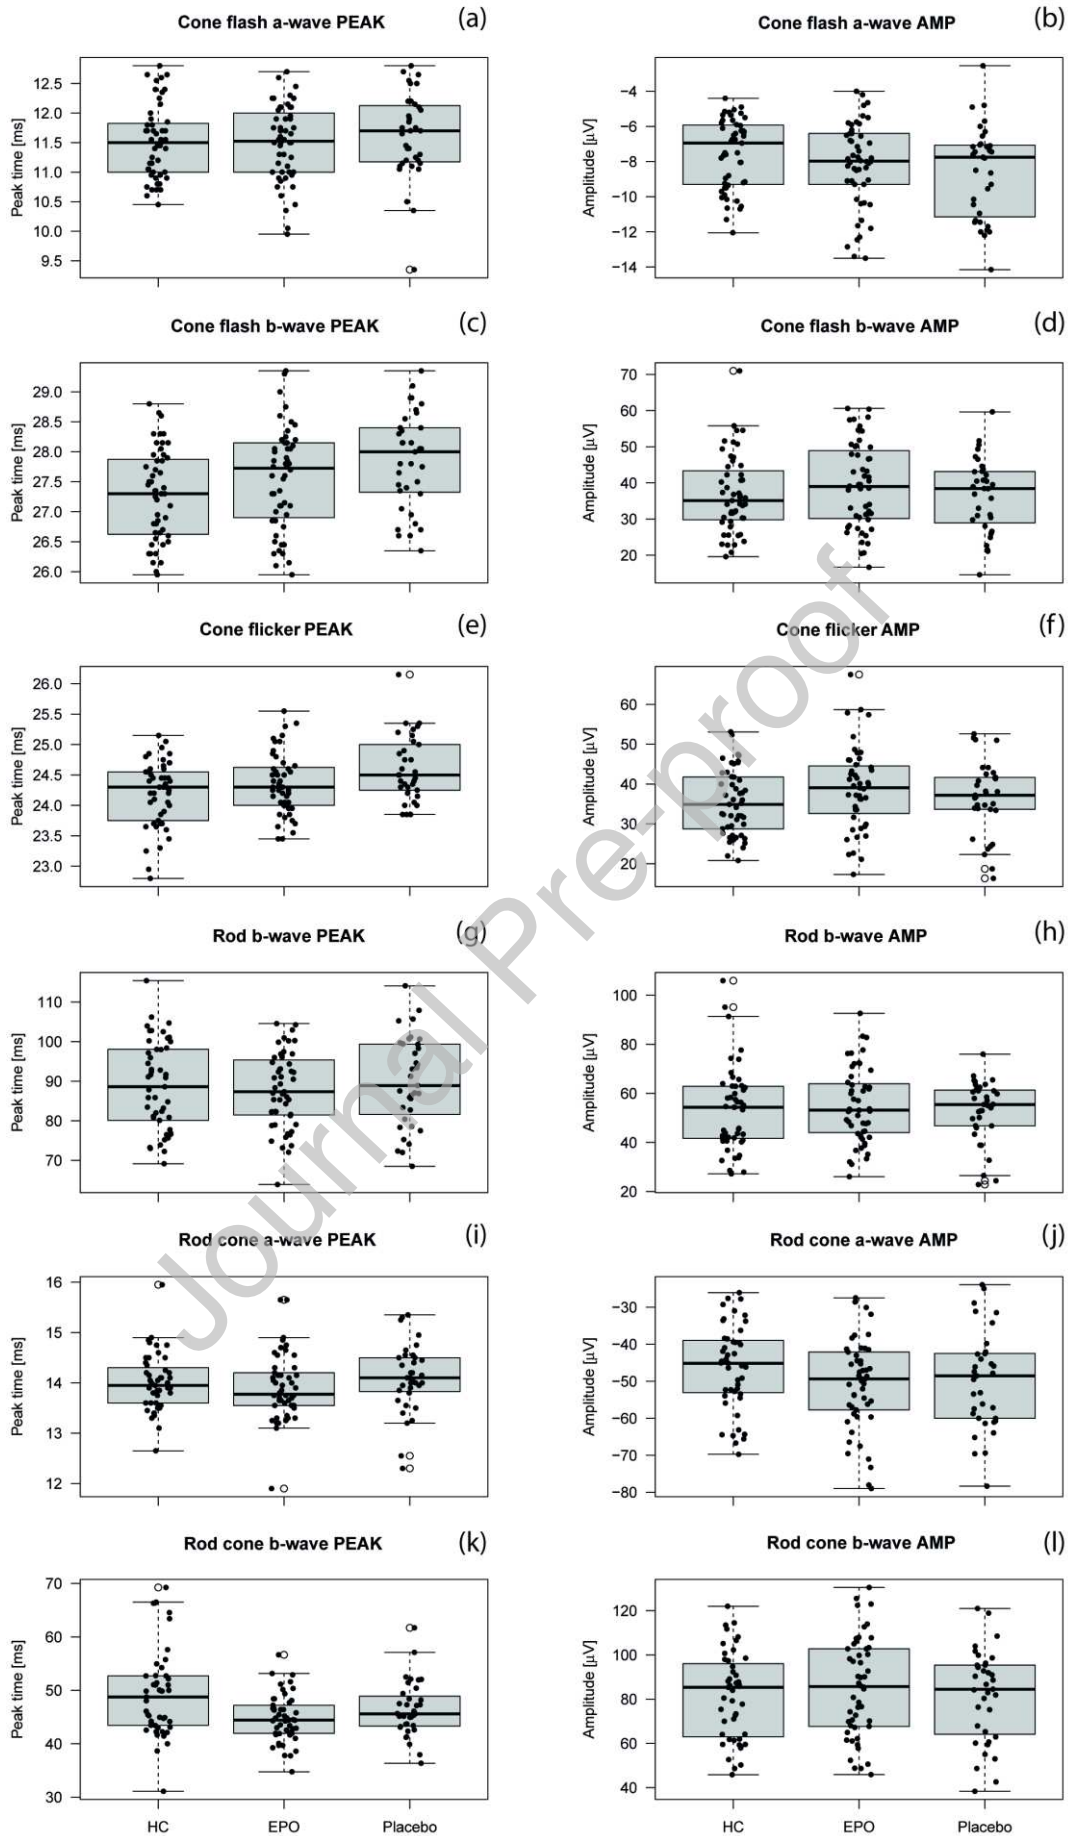 Cone flash a-wave PEAK (a)
Peak time [ms]
12.5
12.0
11.5
11.0
10.5
10.0
9.5
Cone flash a-wave AMP (b)
Amplitude [µV]
−4
−6
−8
−10
−12
−14
Cone flash b-wave PEAK (c)
Peak time [ms]
29.0
28.5
28.0
27.5
27.0
26.5
26.0
Cone flash b-wave AMP (d)
Amplitude [µV]
70
60
50
40
30
20
Cone flicker PEAK (e)
Peak time [ms]
26.0
25.5
25.0
24.5
24.0
23.5
23.0
Cone flicker AMP (f)
Amplitude [µV]
60
50
40
30
20
Rod b-wave PEAK (g)
Peak time [ms]
110
100
90
80
70
Rod b-wave AMP (h)
Amplitude [µV]
100
80
60
40
20
Rod cone a-wave PEAK (i)
Peak time [ms]
16
15
14
13
12
Rod cone a-wave AMP (j)
Amplitude [µV]
−30
−40
−50
−60
−70
−80
Rod cone b-wave PEAK (k)
Peak time [ms]
70
60
50
40
30
HC EPO Placebo
Rod cone b-wave AMP (l)
Amplitude [µV]
120
100
80
60
40
HC EPO Placebo
Journal Pre-proof